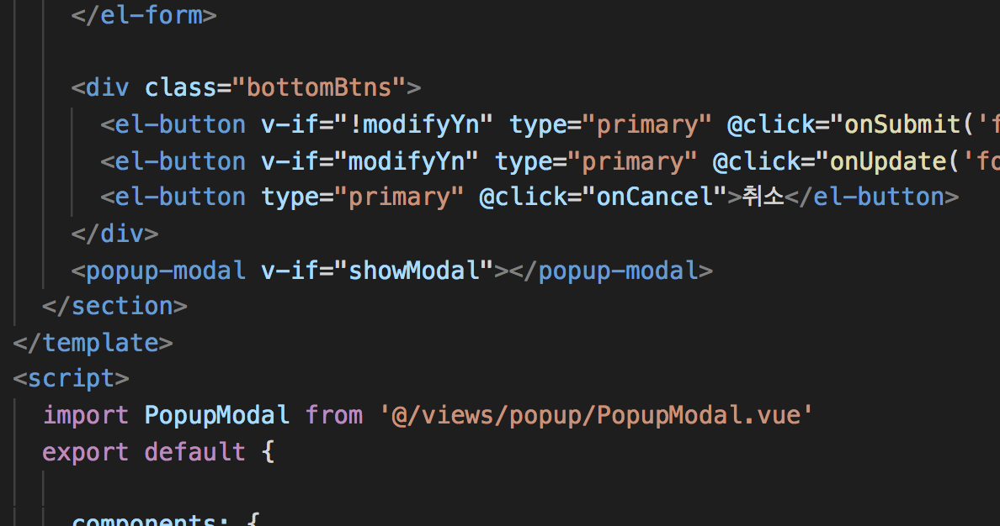 </el-form>
<div class="bottomBtns">
<el-button v-if="!modifyYn" type="primary" @click="onSubmit('f
<el-button v-if="modifyYn" type="primary" @click="onUpdate('fo
<el-button type="primary" @click="onCancel">취소</el-button>
</div>
<popup-modal v-if="showModal"></popup-modal>
</section>
</template>
<script>
import PopupModal from '@/views/popup/PopupModal.vue'
export default {
components: {